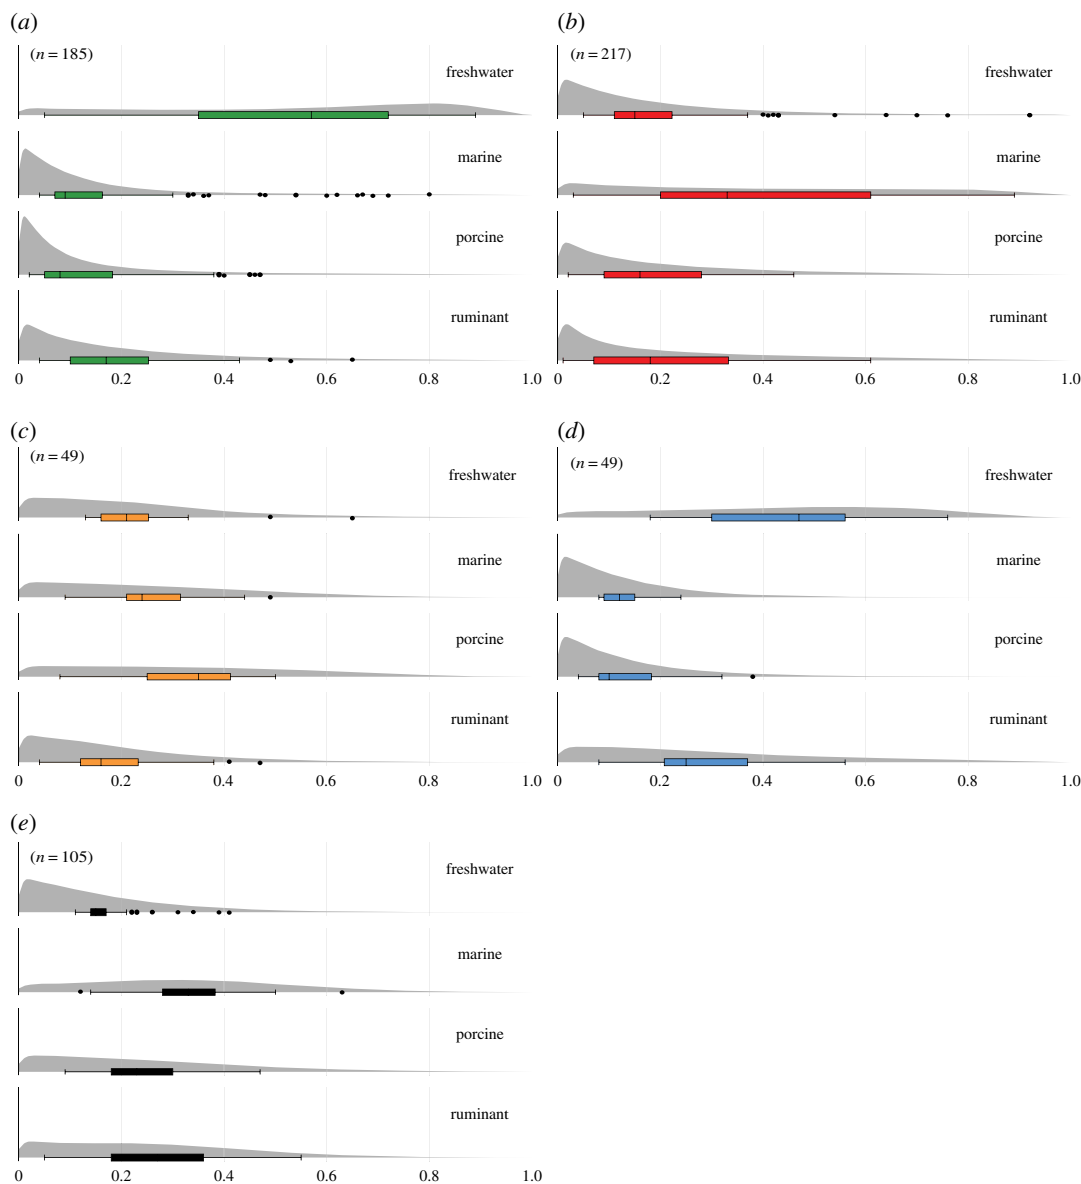 (a)
(n = 185)
freshwater
marine
porcine
ruminant
0 0.2 0.4 0.6 0.8 1.0
(b)
(n = 217)
freshwater
marine
porcine
ruminant
0 0.2 0.4 0.6 0.8 1.0
(c)
(n = 49)
freshwater
marine
porcine
ruminant
0 0.2 0.4 0.6 0.8 1.0
(d)
(n = 49)
freshwater
marine
porcine
ruminant
0 0.2 0.4 0.6 0.8 1.0
(e)
(n = 105)
freshwater
marine
porcine
ruminant
0 0.2 0.4 0.6 0.8 1.0